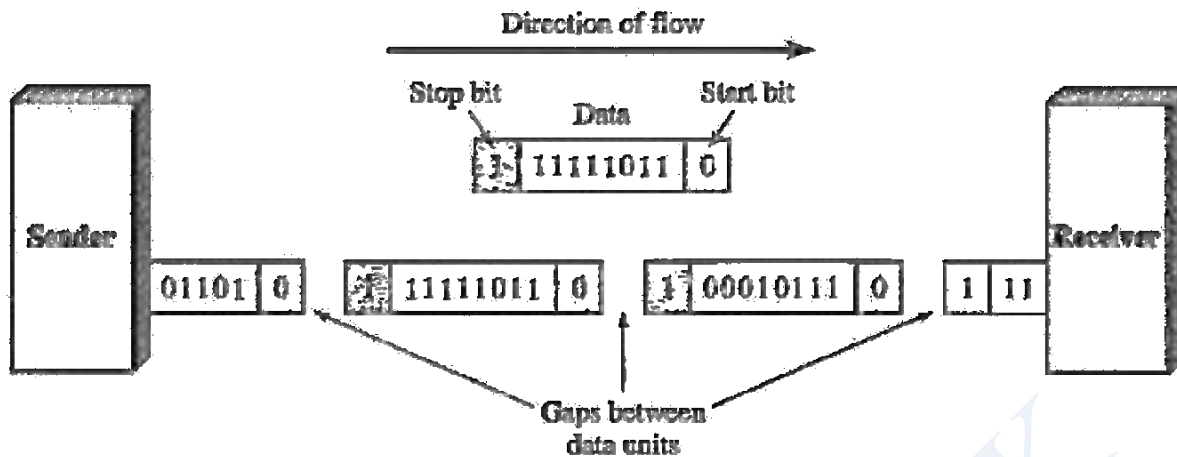 Direction of flow
Stop bit
Start bit
Data
1 11111011 0
Sender
Receiver
01101 0
1 11111011 0
1 00010111 0
1 11
Gaps between
data units